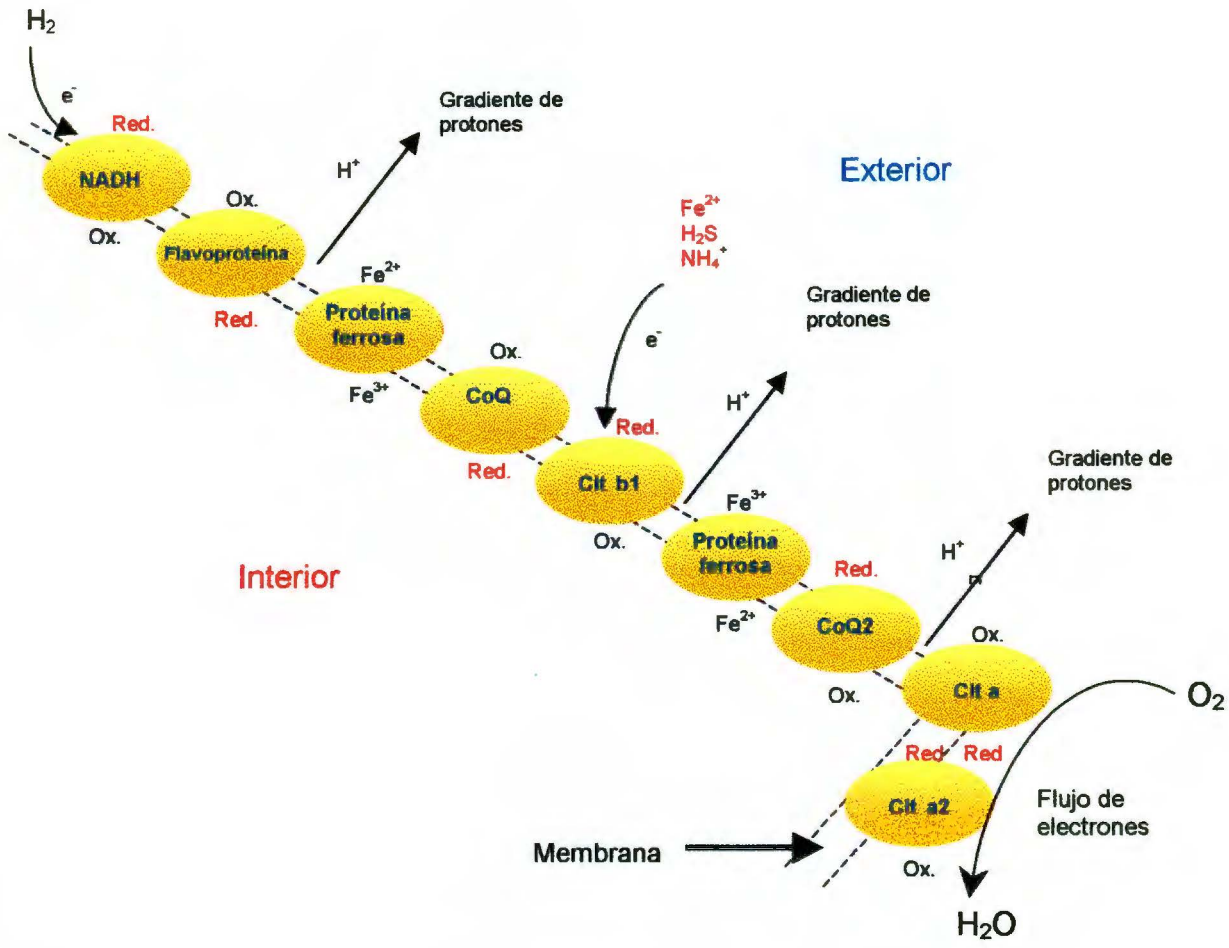 H₂
e⁻
Red.
NADH
Ox.
Ox.
Flavoproteína
Red.
H⁺
Gradiente de
protones
Exterior
Fe²⁺
Proteína
ferrosa
Fe³⁺
Ox.
CoQ
Red.
Fe²⁺
H₂S
NH₄⁺
e⁻
Red.
Cit b1
Ox.
H⁺
Gradiente de
protones
Interior
Fe³⁺
Proteína
ferrosa
Fe²⁺
Red.
CoQ2
Ox.
H⁺
Gradiente de
protones
Ox.
Cit a
O₂
Red
Red
Cit a2
Ox.
Flujo de
electrones
Membrana
H₂O